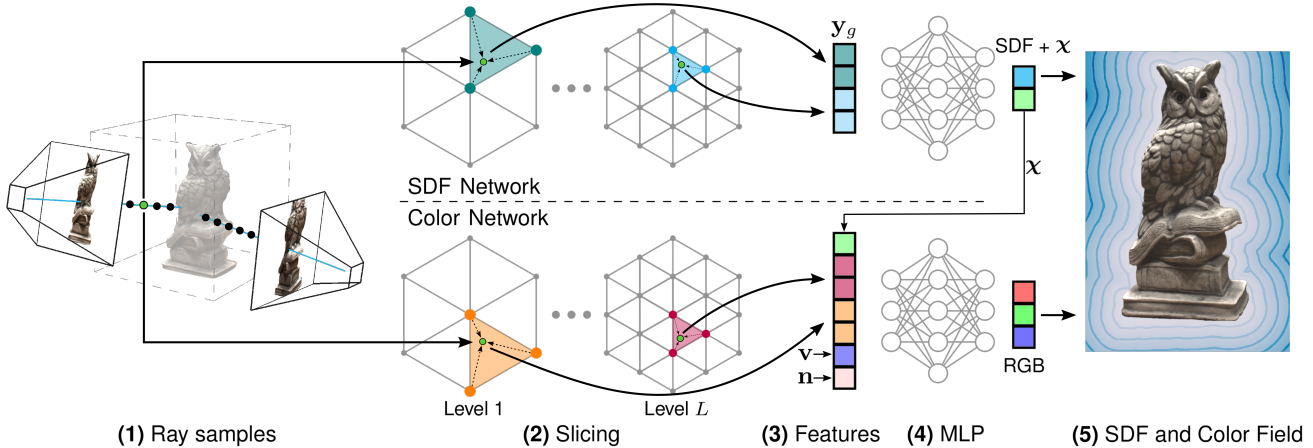 y_g
SDF + χ
χ
SDF Network
Color Network
v
n
RGB
Level 1
Level L
(1) Ray samples
(2) Slicing
(3) Features
(4) MLP
(5) SDF and Color Field